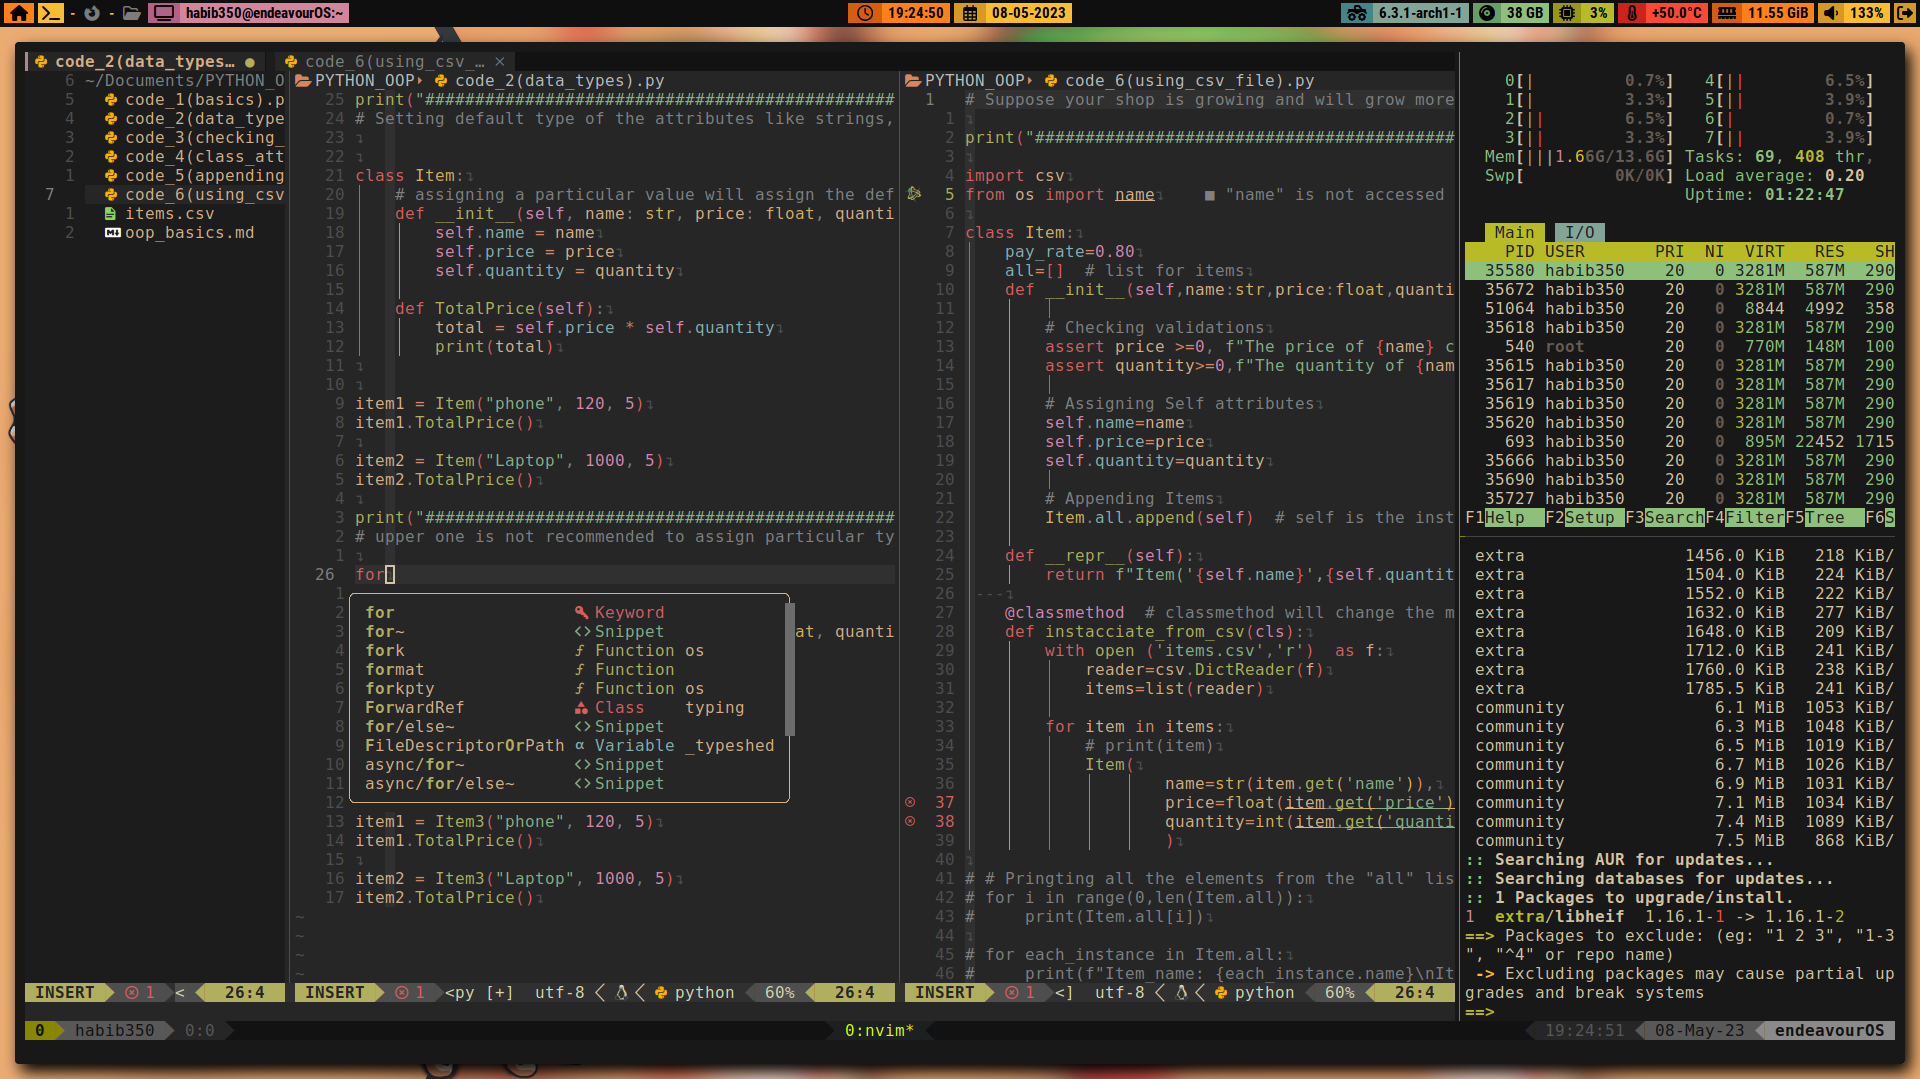 habib350@endeavourOS:~
19:24:50
08-05-2023
6.3.1-arch1-1
38 GB
3%
+50.0°C
11.55 GiB
133%
code_2(data_types… ●
code_6(using_csv_… ×
6 ~/Documents/PYTHON_O
5 code_1(basics).p
4 code_2(data_type
3 code_3(checking_
2 code_4(class_att
1 code_5(appending
7 code_6(using_csv
1 items.csv
2 oop_basics.md
PYTHON_OOP code_2(data_types).py
25 print("###############################################
24 # Setting default type of the attributes like strings,
23
22
21 class Item:
20 # assigning a particular value will assign the def
19 def __init__(self, name: str, price: float, quanti
18 self.name = name
17 self.price = price
16 self.quantity = quantity
15
14 def TotalPrice(self):
13 total = self.price * self.quantity
12 print(total)
11
10
9 item1 = Item("phone", 120, 5)
8 item1.TotalPrice()
7
6 item2 = Item("Laptop", 1000, 5)
5 item2.TotalPrice()
4
3 print("###############################################
2 # upper one is not recommended to assign particular ty
1
26 for
1
2 for Keyword
3 for~ <>Snippet at, quanti
4 fork ƒ Function os
5 format ƒ Function
6 forkpty ƒ Function os
7 ForwardRef Class typing
8 for/else~ <>Snippet
9 FileDescriptorOrPath α Variable _typeshed
10 async/for~ <>Snippet
11 async/for/else~ <>Snippet
12
13 item1 = Item3("phone", 120, 5)
14 item1.TotalPrice()
15
16 item2 = Item3("Laptop", 1000, 5)
17 item2.TotalPrice()
~
~
~
~
PYTHON_OOP code_6(using_csv_file).py
1 # Suppose your shop is growing and will grow more
1
2 print("##########################################
3
4 import csv
5 from os import name ■ "name" is not accessed
6
7 class Item:
8 pay_rate=0.80
9 all=[] # list for items
10 def __init__(self,name:str,price:float,quanti
11
12 # Checking validations
13 assert price >=0, f"The price of {name} c
14 assert quantity>=0,f"The quantity of {nam
15
16 # Assigning Self attributes
17 self.name=name
18 self.price=price
19 self.quantity=quantity
20
21 # Appending Items
22 Item.all.append(self) # self is the inst
23
24 def __repr__(self):
25 return f"Item('{self.name}',{self.quantit
26 ---
27 @classmethod # classmethod will change the m
28 def instacciate_from_csv(cls):
29 with open ('items.csv','r') as f:
30 reader=csv.DictReader(f)
31 items=list(reader)
32
33 for item in items:
34 # print(item)
35 Item(
36 name=str(item.get('name')),
37 price=float(item.get('price')
38 quantity=int(item.get('quanti
39 )
40
41 # # Pringting all the elements from the "all" lis
42 # for i in range(0,len(Item.all)):
43 # print(Item.all[i])
44
45 # for each_instance in Item.all:
46 # print(f"Item_name: {each_instance.name}\nIt
INSERT 1 < 26:4
INSERT 1 <py [+] utf-8 python 60% 26:4
INSERT 1 <] utf-8 python 60% 26:4
0[| 0.7%] 4[|| 6.5%]
1[| 3.3%] 5[|| 3.9%]
2[|| 6.5%] 6[| 0.7%]
3[|| 3.3%] 7[|| 3.9%]
Mem[|||1.66G/13.6G] Tasks: 69, 408 thr,
Swp[ 0K/0K] Load average: 0.20
Uptime: 01:22:47
Main I/O
PID USER PRI NI VIRT RES SH
35580 habib350 20 0 3281M 587M 290
35672 habib350 20 0 3281M 587M 290
51064 habib350 20 0 8844 4992 358
35618 habib350 20 0 3281M 587M 290
540 root 20 0 770M 148M 100
35615 habib350 20 0 3281M 587M 290
35617 habib350 20 0 3281M 587M 290
35619 habib350 20 0 3281M 587M 290
35620 habib350 20 0 3281M 587M 290
693 habib350 20 0 895M 22452 1715
35666 habib350 20 0 3281M 587M 290
35690 habib350 20 0 3281M 587M 290
35727 habib350 20 0 3281M 587M 290
F1Help F2Setup F3SearchF4FilterF5Tree F6S
extra 1456.0 KiB 218 KiB/
extra 1504.0 KiB 224 KiB/
extra 1552.0 KiB 222 KiB/
extra 1632.0 KiB 277 KiB/
extra 1648.0 KiB 209 KiB/
extra 1712.0 KiB 241 KiB/
extra 1760.0 KiB 238 KiB/
extra 1785.5 KiB 241 KiB/
community 6.1 MiB 1053 KiB/
community 6.3 MiB 1048 KiB/
community 6.5 MiB 1019 KiB/
community 6.7 MiB 1026 KiB/
community 6.9 MiB 1031 KiB/
community 7.1 MiB 1034 KiB/
community 7.4 MiB 1089 KiB/
community 7.5 MiB 868 KiB/
:: Searching AUR for updates...
:: Searching databases for updates...
:: 1 Packages to upgrade/install.
1 extra/libheif 1.16.1-1 -> 1.16.1-2
==> Packages to exclude: (eg: "1 2 3", "1-3
", "^4" or repo name)
-> Excluding packages may cause partial up
grades and break systems
==>
0 habib350 0:0
0:nvim*
19:24:51 08-May-23 endeavourOS